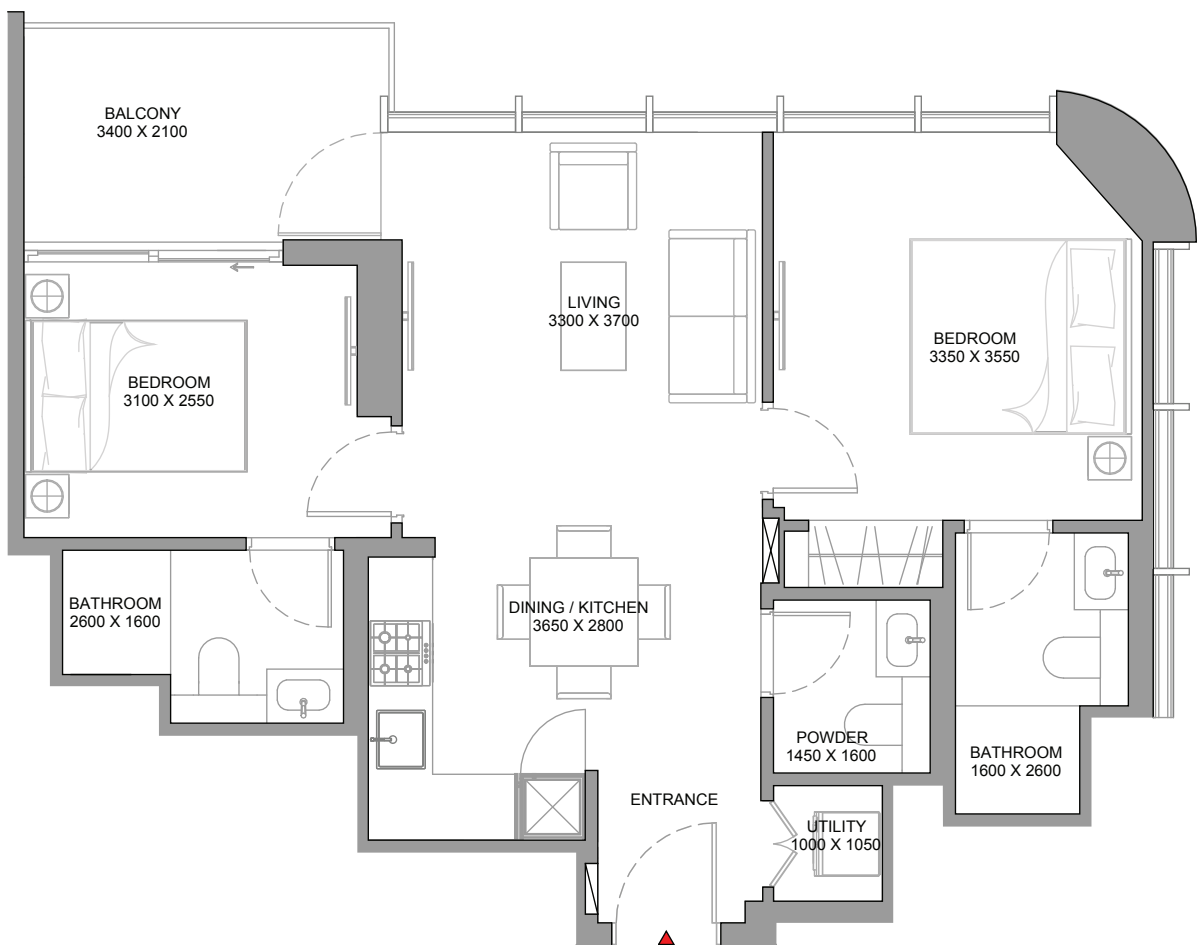 BALCONY
3400 X 2100
LIVING
3300 X 3700
BEDROOM
3350 X 3550
BEDROOM
3100 X 2550
BATHROOM
2600 X 1600
DINING / KITCHEN
3650 X 2800
POWDER
1450 X 1600
BATHROOM
1600 X 2600
ENTRANCE
UTILITY
1000 X 1050